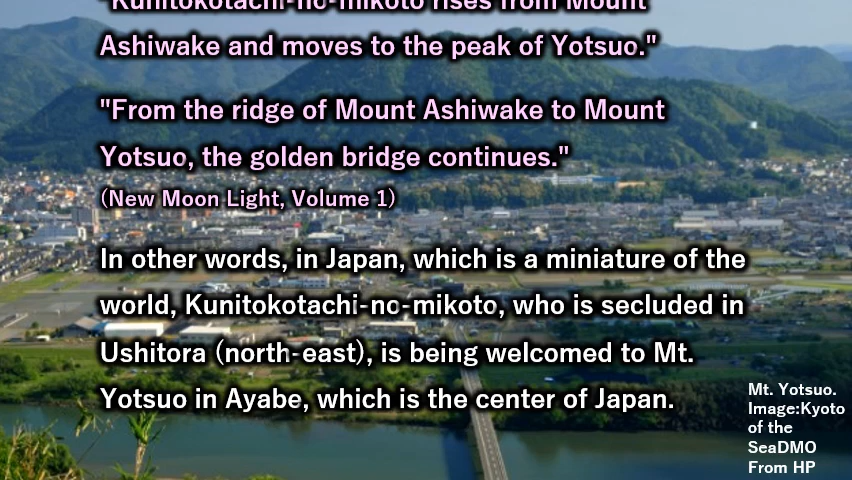 "Kunitokotachi-no-mikoto rises from Mount
Ashiwake and moves to the peak of Yotsuo."
"From the ridge of Mount Ashiwake to Mount
Yotsuo, the golden bridge continues."
(New Moon Light, Volume 1)
In other words, in Japan, which is a miniature of the
world, Kunitokotachi-no-mikoto, who is secluded in
Ushitora (north-east), is being welcomed to Mt.
Yotsuo in Ayabe, which is the center of Japan.
Mt. Yotsuo.
Image:Kyoto
of the
SeaDMO
From HP